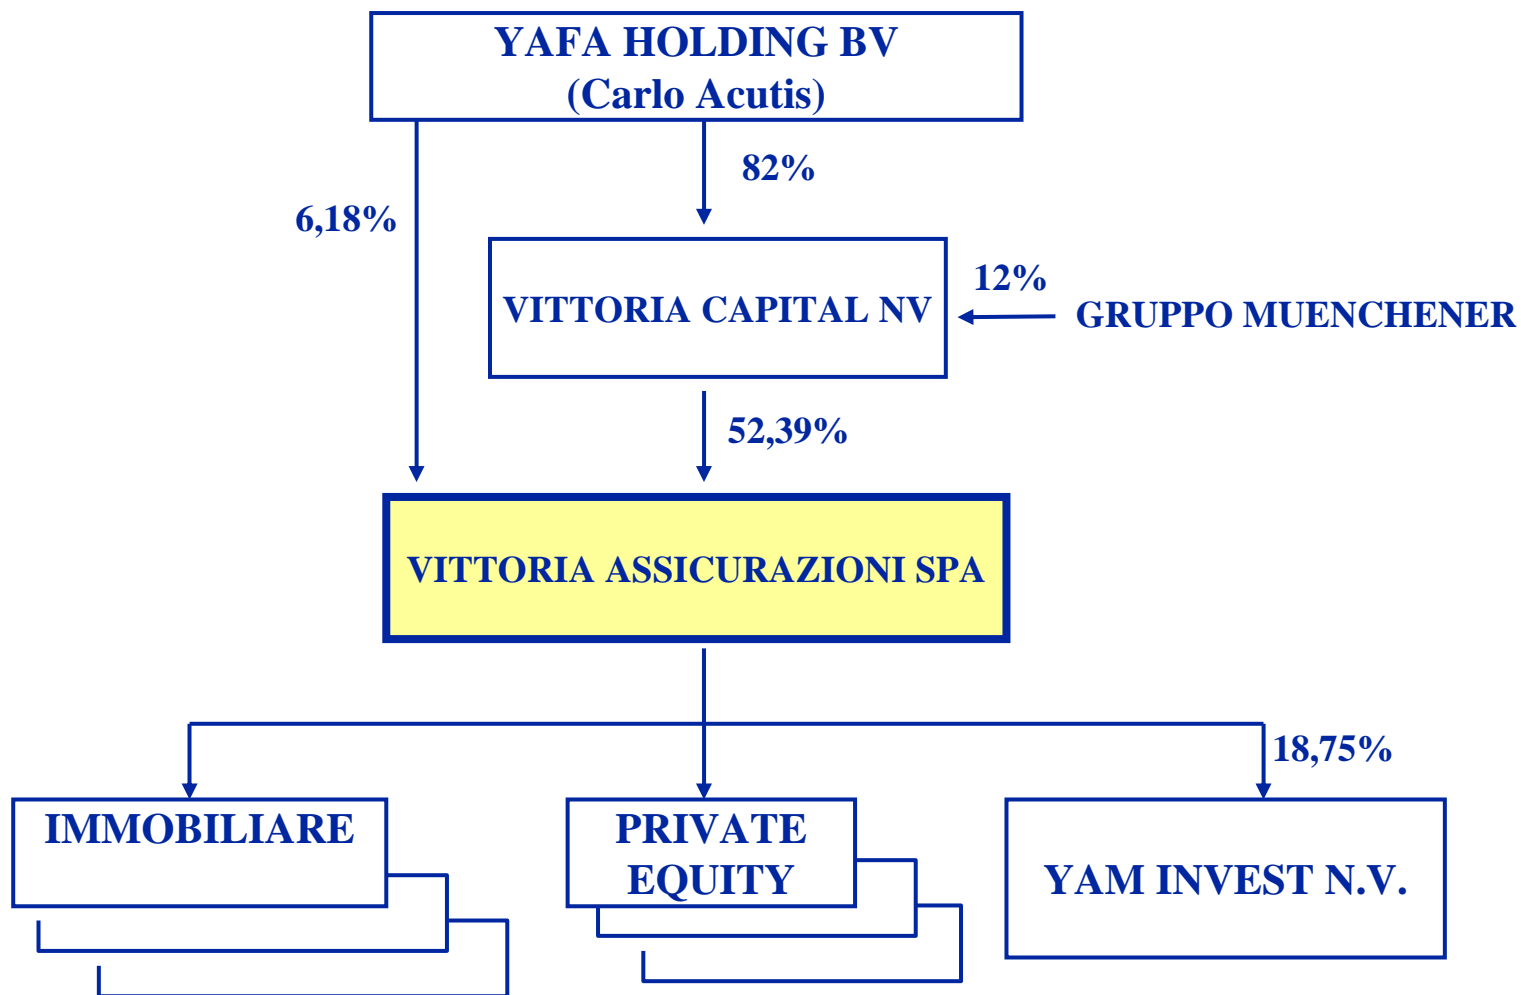 YAFA HOLDING BV
(Carlo Acutis)
82%
6,18%
12%
VITTORIA CAPITAL NV
GRUPPO MUENCHENER
52,39%
VITTORIA ASSICURAZIONI SPA
18,75%
IMMOBILIARE
PRIVATE
EQUITY
YAM INVEST N.V.